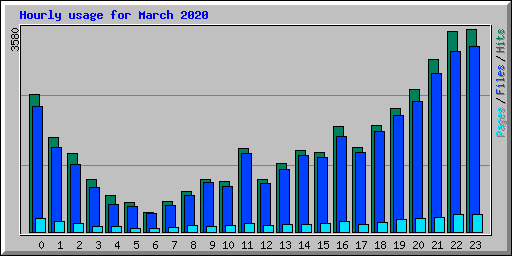 Hourly usage for March 2020
3580
Pages / Files / Hits
0 1 2 3 4 5 6 7 8 9 10 11 12 13 14 15 16 17 18 19 20 21 22 23